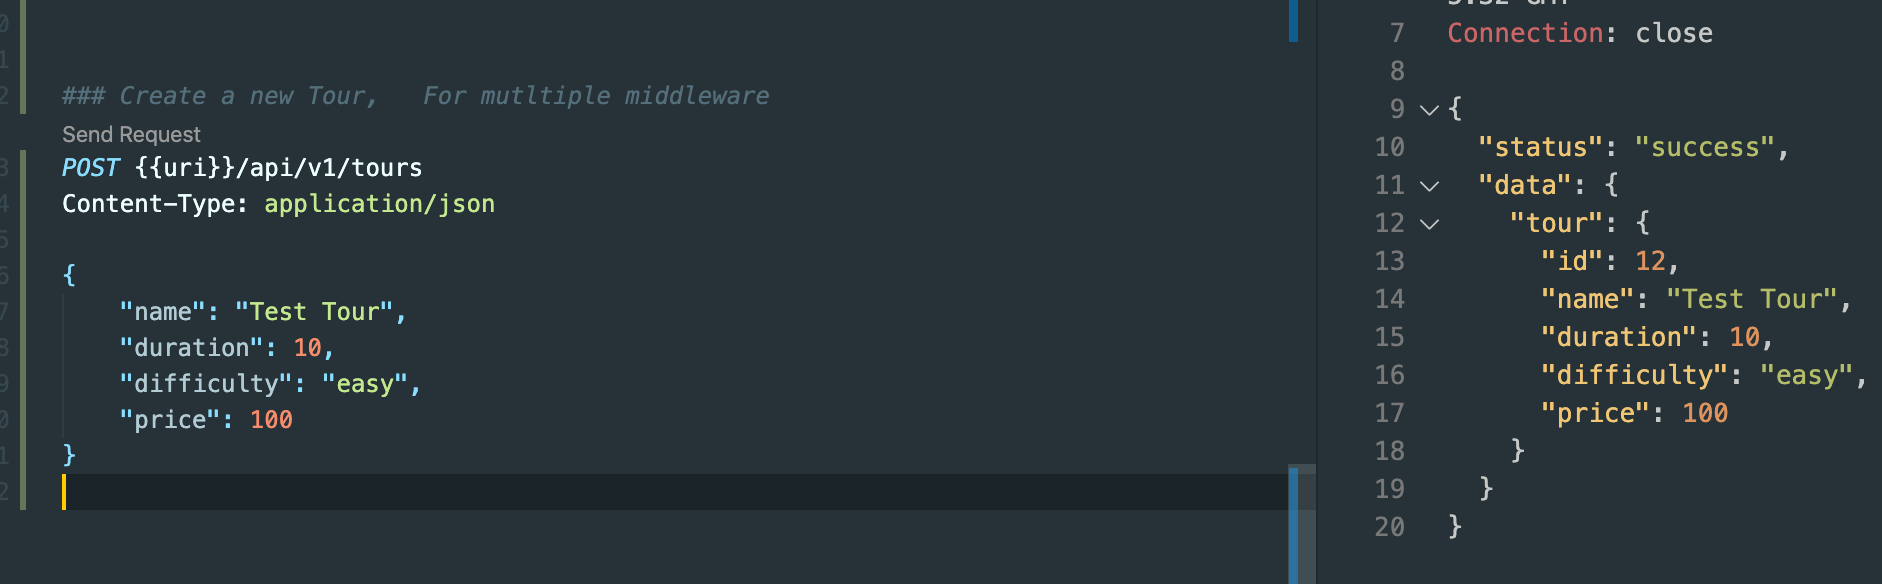 ### Create a new Tour,   For mutltiple middleware
Send Request
POST {{uri}}/api/v1/tours
Content-Type: application/json
{
    "name": "Test Tour",
    "duration": 10,
    "difficulty": "easy",
    "price": 100
}
7 Connection: close
8
9 {
10   "status": "success",
11   "data": {
12     "tour": {
13       "id": 12,
14       "name": "Test Tour",
15       "duration": 10,
16       "difficulty": "easy",
17       "price": 100
18     }
19   }
20 }